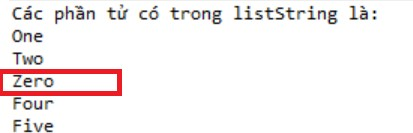 Các phần tử có trong listString là:
One
Two
Zero
Four
Five